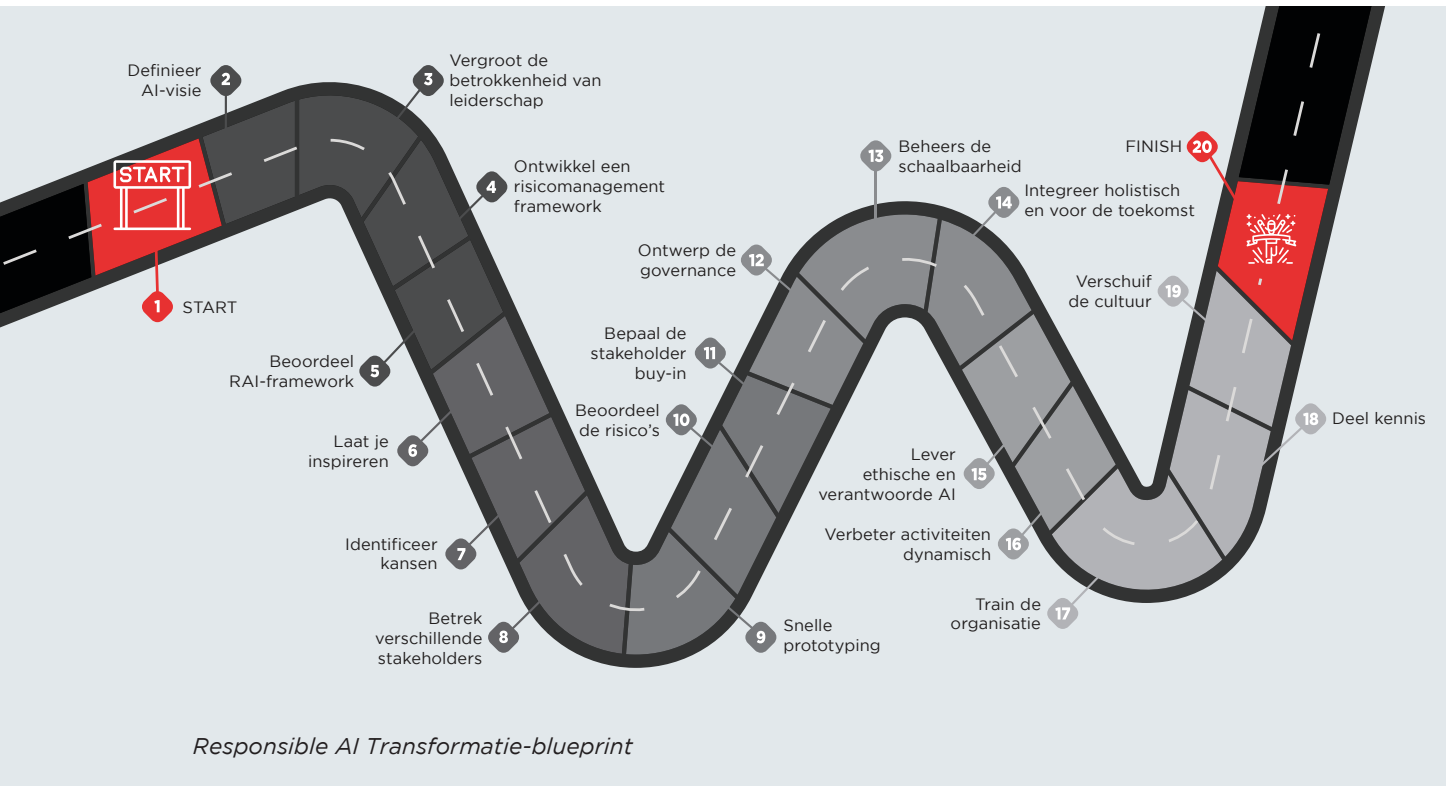 START
1
START
2
Definieer
AI-visie
3
Vergroot de
betrokkenheid van
leiderschap
4
Ontwikkel een
risicomanagement
framework
5
Beoordeel
RAI-framework
6
Laat je
inspireren
7
Identificeer
kansen
8
Betrek
verschillende
stakeholders
9
Snelle
prototyping
10
Beoordeel
de risico’s
11
Bepaal de
stakeholder
buy-in
12
Ontwerp de
governance
13
Beheers de
schaalbaarheid
14
Integreer holistisch
en voor de toekomst
15
Lever
ethische en
verantwoorde AI
16
Verbeter activiteiten
dynamisch
17
Train de
organisatie
18
Deel kennis
19
Verschuif
de cultuur
FINISH 20
Responsible AI Transformatie-blueprint